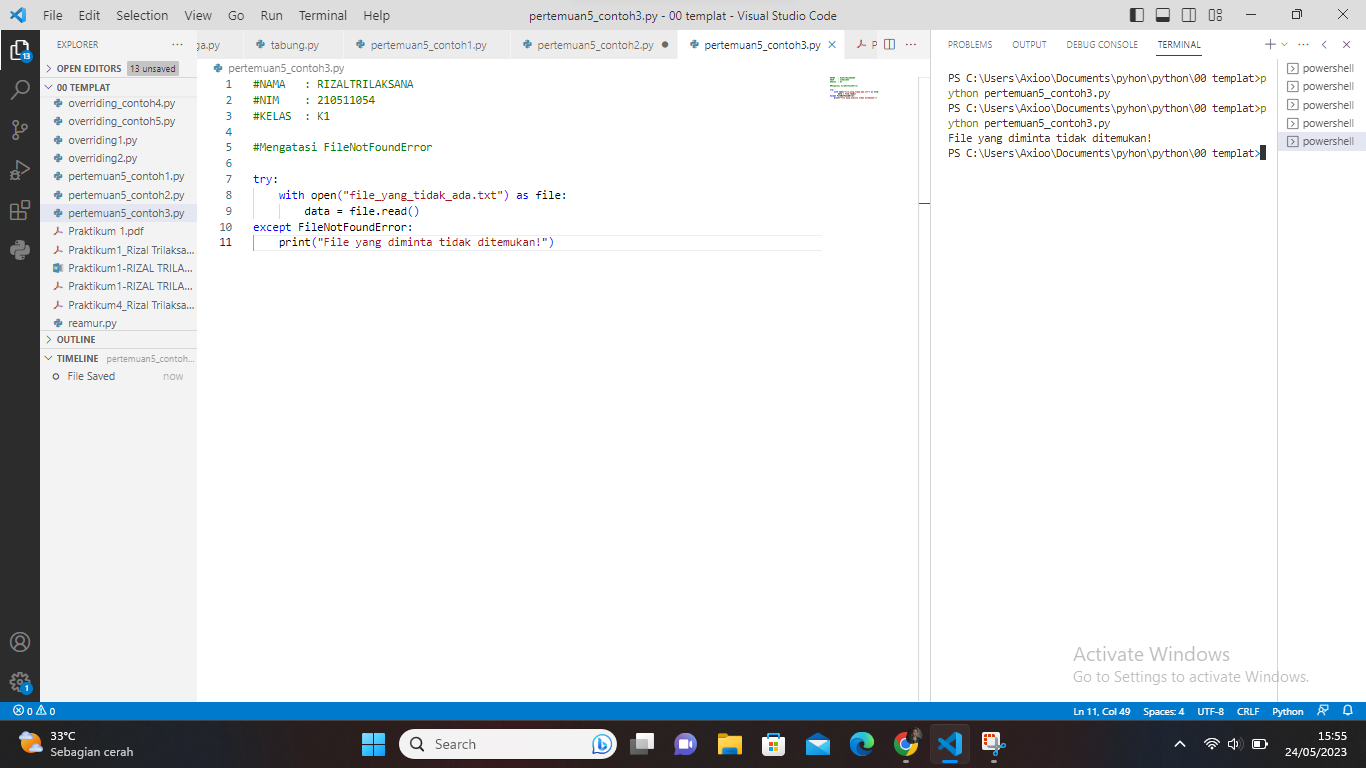 File Edit Selection View Go Run Terminal Help
pertemuan5_contoh3.py - 00 templat - Visual Studio Code
EXPLORER ···
ga.py tabung.py pertemuan5_contoh1.py pertemuan5_contoh2.py pertemuan5_contoh3.py P ···
OPEN EDITORS 13 unsaved
00 TEMPLAT
overriding_contoh4.py
overriding_contoh5.py
overriding1.py
overriding2.py
pertemuan5_contoh1.py
pertemuan5_contoh2.py
pertemuan5_contoh3.py
Praktikum 1.pdf
Praktikum1_Rizal Trilaksa...
Praktikum1-RIZAL TRILA...
Praktikum1-RIZAL TRILA...
Praktikum4_Rizal Trilaksa...
reamur.py
OUTLINE
TIMELINE pertemuan5_contoh...
File Saved now
13
1
pertemuan5_contoh3.py
1 #NAMA : RIZALTRILAKSANA
2 #NIM : 210511054
3 #KELAS : K1
4
5 #Mengatasi FileNotFoundError
6
7 try:
8 with open("file_yang_tidak_ada.txt") as file:
9 data = file.read()
10 except FileNotFoundError:
11 print("File yang diminta tidak ditemukan!")
PROBLEMS OUTPUT DEBUG CONSOLE TERMINAL
PS C:\Users\Axioo\Documents\pyhon\python\00 templat>p
ython pertemuan5_contoh3.py
PS C:\Users\Axioo\Documents\pyhon\python\00 templat>p
ython pertemuan5_contoh3.py
File yang diminta tidak ditemukan!
PS C:\Users\Axioo\Documents\pyhon\python\00 templat>
powershell
powershell
powershell
powershell
powershell
Activate Windows
Go to Settings to activate Windows.
0 0
Ln 11, Col 49 Spaces: 4 UTF-8 CRLF Python
33°C
Sebagian cerah
Search
15:55
24/05/2023